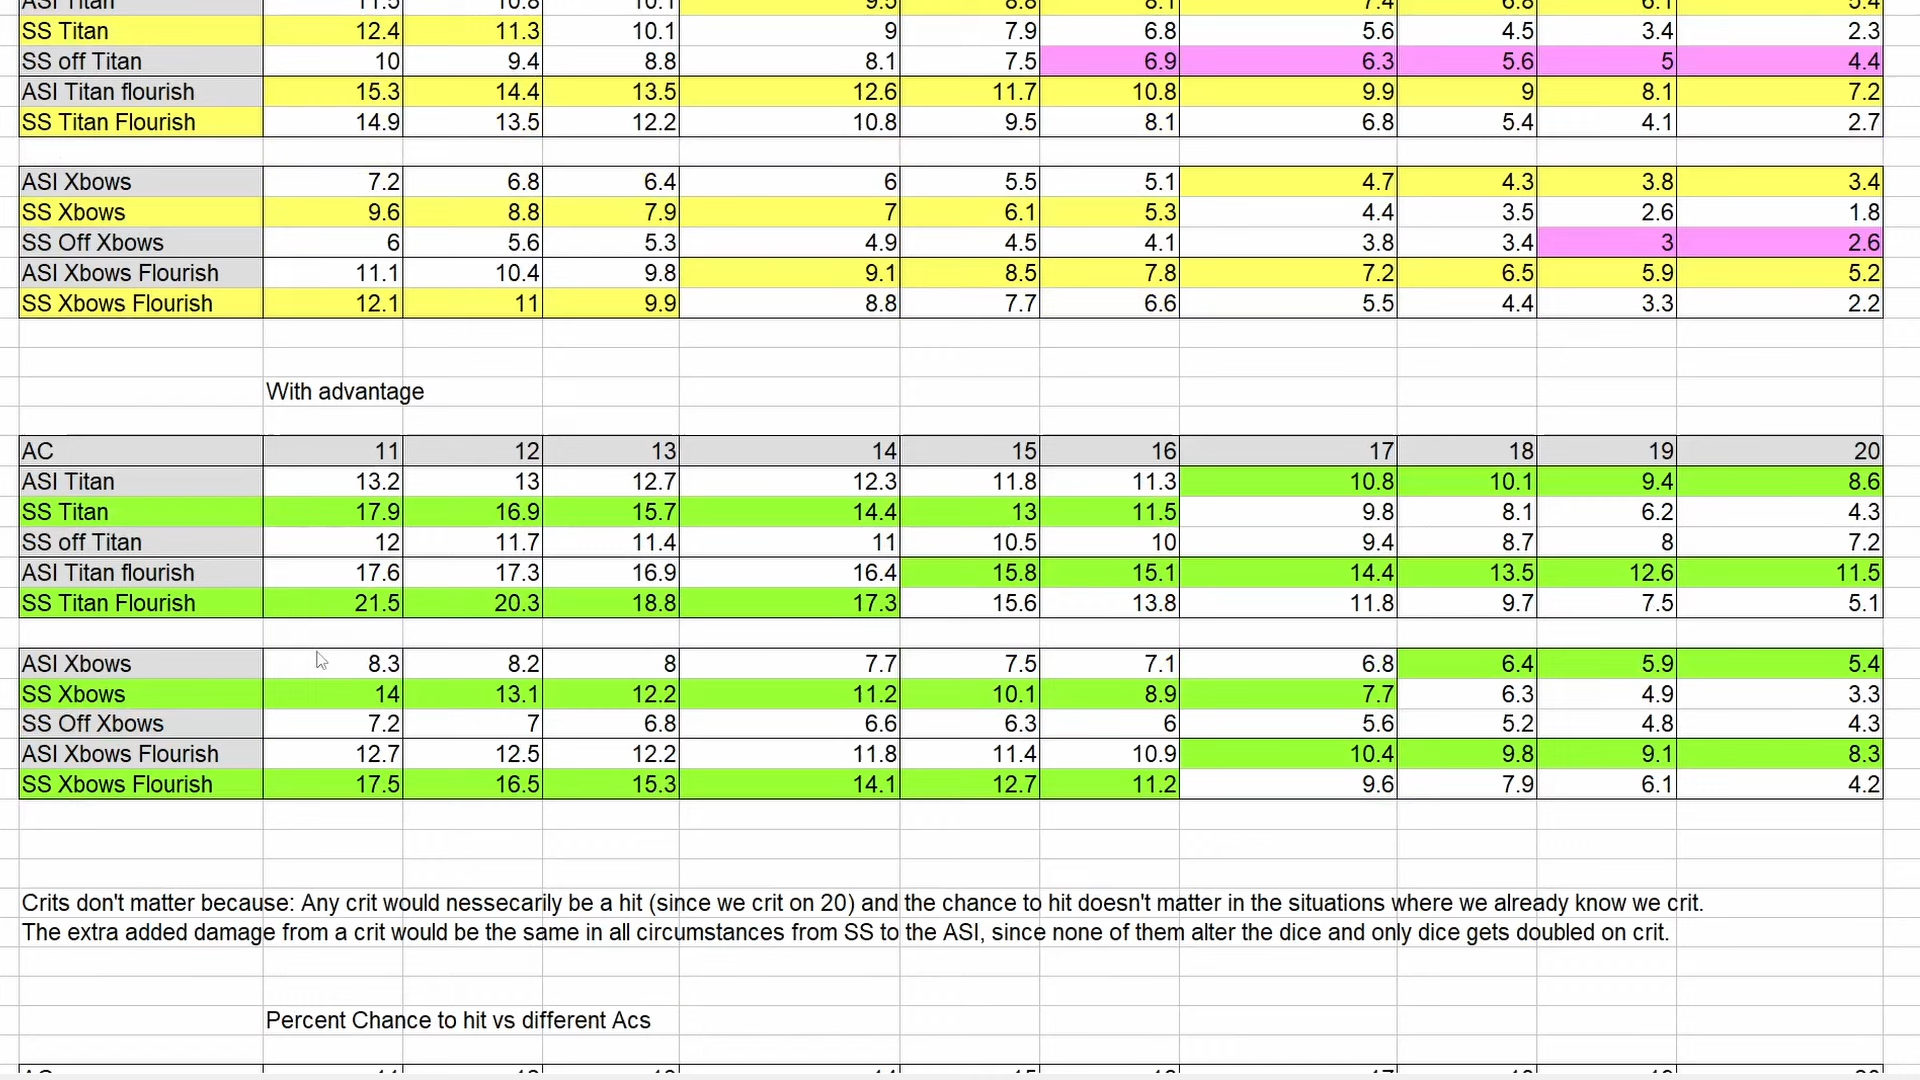 ASI Titan 11.5 10.8 10.1 9.5 8.8 8.1 7.4 6.8 6.1 5.4
SS Titan 12.4 11.3 10.1 9 7.9 6.8 5.6 4.5 3.4 2.3
SS off Titan 10 9.4 8.8 8.1 7.5 6.9 6.3 5.6 5 4.4
ASI Titan flourish 15.3 14.4 13.5 12.6 11.7 10.8 9.9 9 8.1 7.2
SS Titan Flourish 14.9 13.5 12.2 10.8 9.5 8.1 6.8 5.4 4.1 2.7
ASI Xbows 7.2 6.8 6.4 6 5.5 5.1 4.7 4.3 3.8 3.4
SS Xbows 9.6 8.8 7.9 7 6.1 5.3 4.4 3.5 2.6 1.8
SS Off Xbows 6 5.6 5.3 4.9 4.5 4.1 3.8 3.4 3 2.6
ASI Xbows Flourish 11.1 10.4 9.8 9.1 8.5 7.8 7.2 6.5 5.9 5.2
SS Xbows Flourish 12.1 11 9.9 8.8 7.7 6.6 5.5 4.4 3.3 2.2
With advantage
AC 11 12 13 14 15 16 17 18 19 20
ASI Titan 13.2 13 12.7 12.3 11.8 11.3 10.8 10.1 9.4 8.6
SS Titan 17.9 16.9 15.7 14.4 13 11.5 9.8 8.1 6.2 4.3
SS off Titan 12 11.7 11.4 11 10.5 10 9.4 8.7 8 7.2
ASI Titan flourish 17.6 17.3 16.9 16.4 15.8 15.1 14.4 13.5 12.6 11.5
SS Titan Flourish 21.5 20.3 18.8 17.3 15.6 13.8 11.8 9.7 7.5 5.1
ASI Xbows 8.3 8.2 8 7.7 7.5 7.1 6.8 6.4 5.9 5.4
SS Xbows 14 13.1 12.2 11.2 10.1 8.9 7.7 6.3 4.9 3.3
SS Off Xbows 7.2 7 6.8 6.6 6.3 6 5.6 5.2 4.8 4.3
ASI Xbows Flourish 12.7 12.5 12.2 11.8 11.4 10.9 10.4 9.8 9.1 8.3
SS Xbows Flourish 17.5 16.5 15.3 14.1 12.7 11.2 9.6 7.9 6.1 4.2
Crits don't matter because: Any crit would nessecarily be a hit (since we crit on 20) and the chance to hit doesn't matter in the situations where we already know we crit.
The extra added damage from a crit would be the same in all circumstances from SS to the ASI, since none of them alter the dice and only dice gets doubled on crit.
Percent Chance to hit vs different Acs